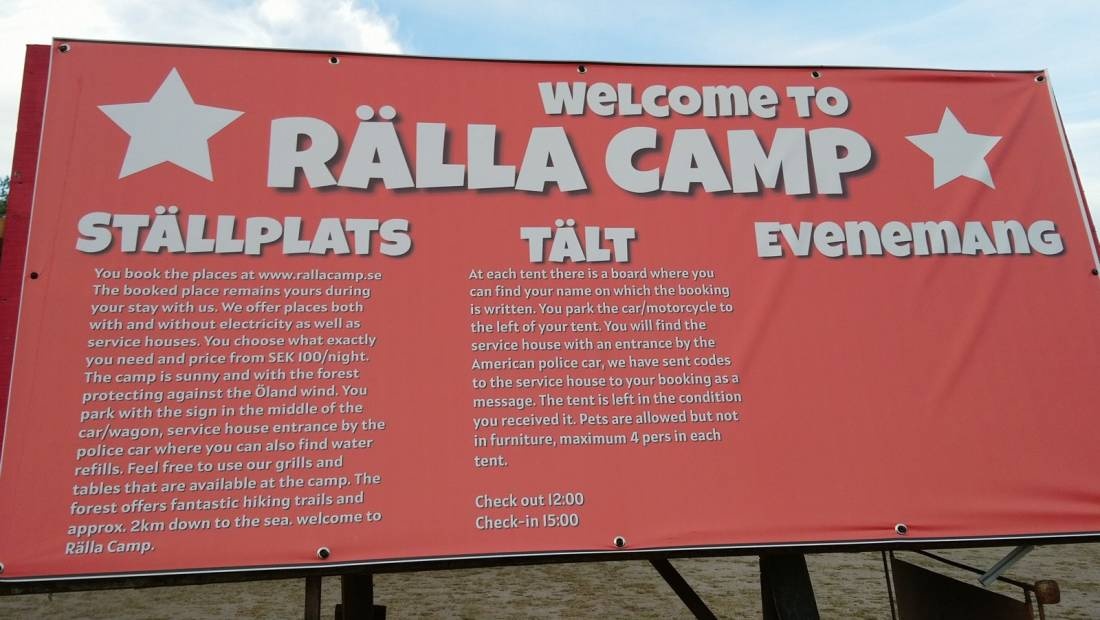 Welcome to
RÄLLA CAMP
STÄLLPLATS
You book the places at www.rallacamp.se
The booked place remains yours during
your stay with us. We offer places both
with and without electricity as well as
service houses. You choose what exactly
you need and price from SEK 100/night.
The camp is sunny and with the forest
protecting against the Öland wind. You
park with the sign in the middle of the
car/wagon, service house entrance by the
police car where you can also find water
refills. Feel free to use our grills and
tables that are available at the camp. The
forest offers fantastic hiking trails and
approx. 2km down to the sea. welcome to
Rälla Camp.
TÄLT
At each tent there is a board where you
can find your name on which the booking
is written. You park the car/motorcycle to
the left of your tent. You will find the
service house with an entrance by the
American police car, we have sent codes
to the service house to your booking as a
message. The tent is left in the condition
you received it. Pets are allowed but not
in furniture, maximum 4 pers in each
tent.
Check out 12:00
Check-in 15:00
Evenemang